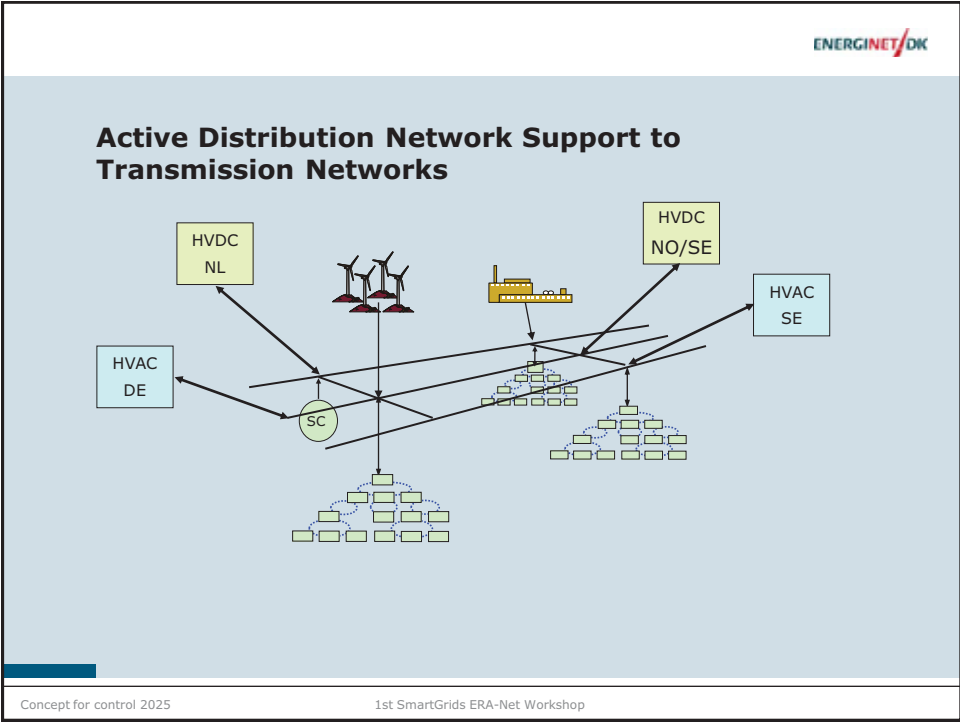 ENERGINET/DK
Active Distribution Network Support to
Transmission Networks
HVDC
NL
HVDC
NO/SE
HVAC
SE
HVAC
DE
SC
Concept for control 2025
1st SmartGrids ERA-Net Workshop